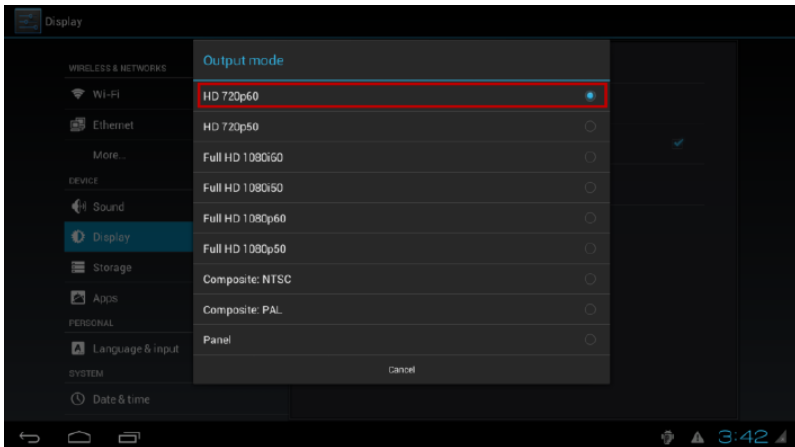 Display
WIRELESS & NETWORKS
Wi-Fi
Ethernet
More...
DEVICE
Sound
Display
Storage
Apps
PERSONAL
Language & input
SYSTEM
Date & time
Output mode
HD 720p60
HD 720p50
Full HD 1080i60
Full HD 1080i50
Full HD 1080p60
Full HD 1080p50
Composite: NTSC
Composite: PAL
Panel
Cancel
3:42